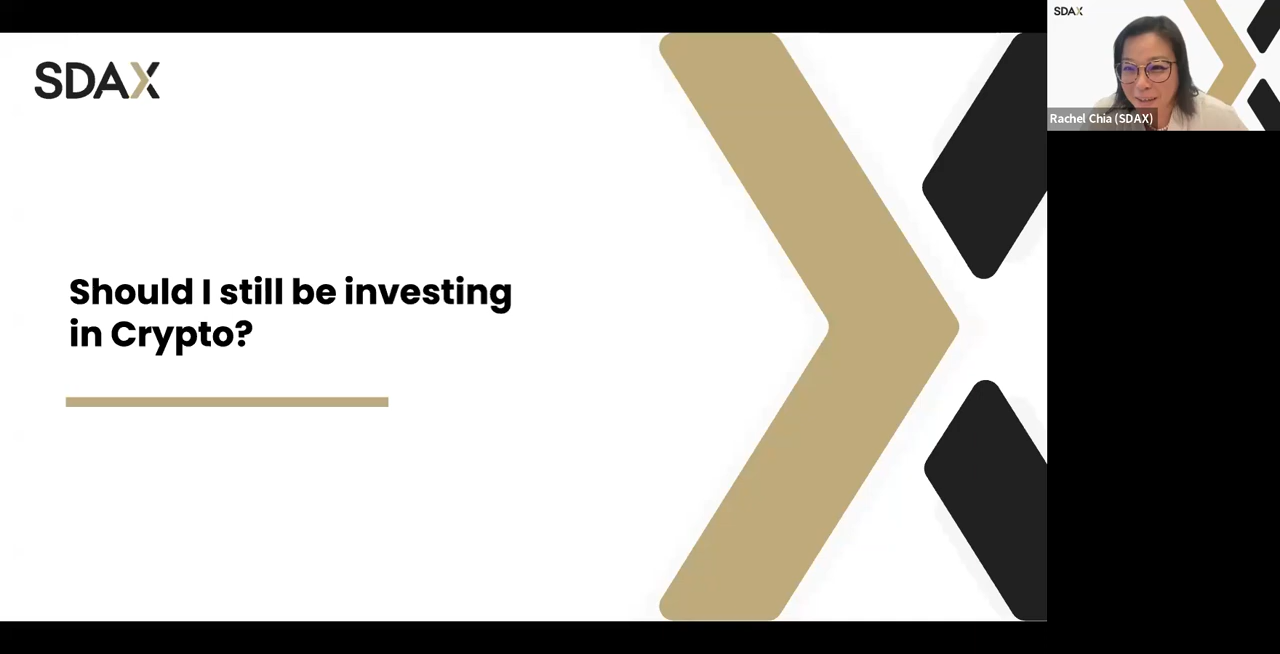 SDAX
Should I still be investing
in Crypto?
SDAX
Rachel Chia (SDAX)